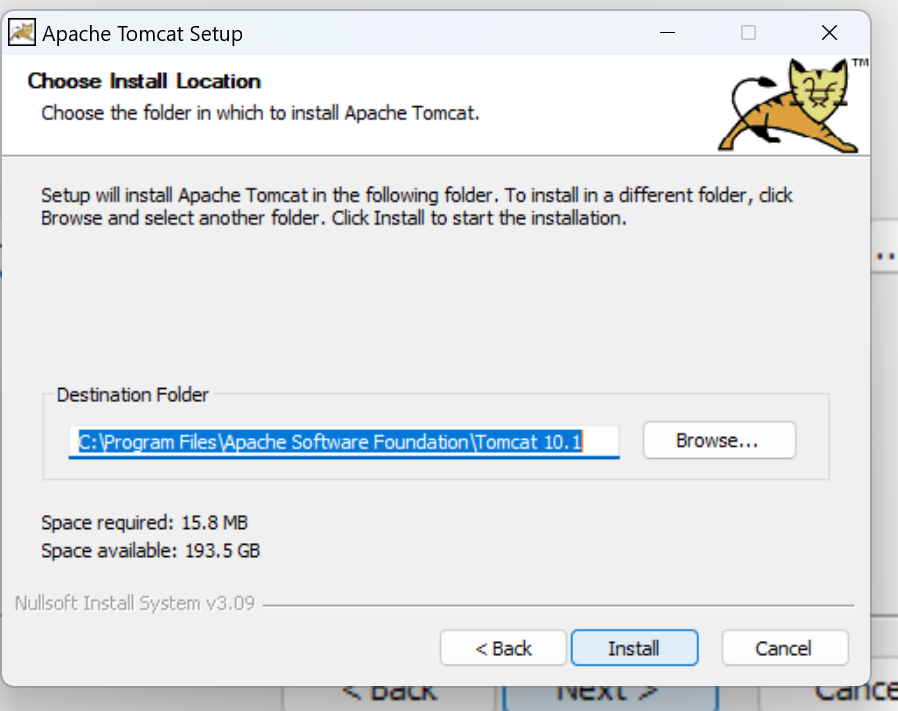 Apache Tomcat Setup
Choose Install Location
TM
Choose the folder in which to install Apache Tomcat.
Setup will install Apache Tomcat in the following folder. To install in a different folder, click
Browse and select another folder. Click Install to start the installation.
Destination Folder
C:\Program Files\Apache Software Foundation\Tomcat 10.1
Browse...
Space required: 15.8 MB
Space available: 193.5 GB
Nullsoft Install System v3.09
< Back
Install
Cancel
< Back
Next >